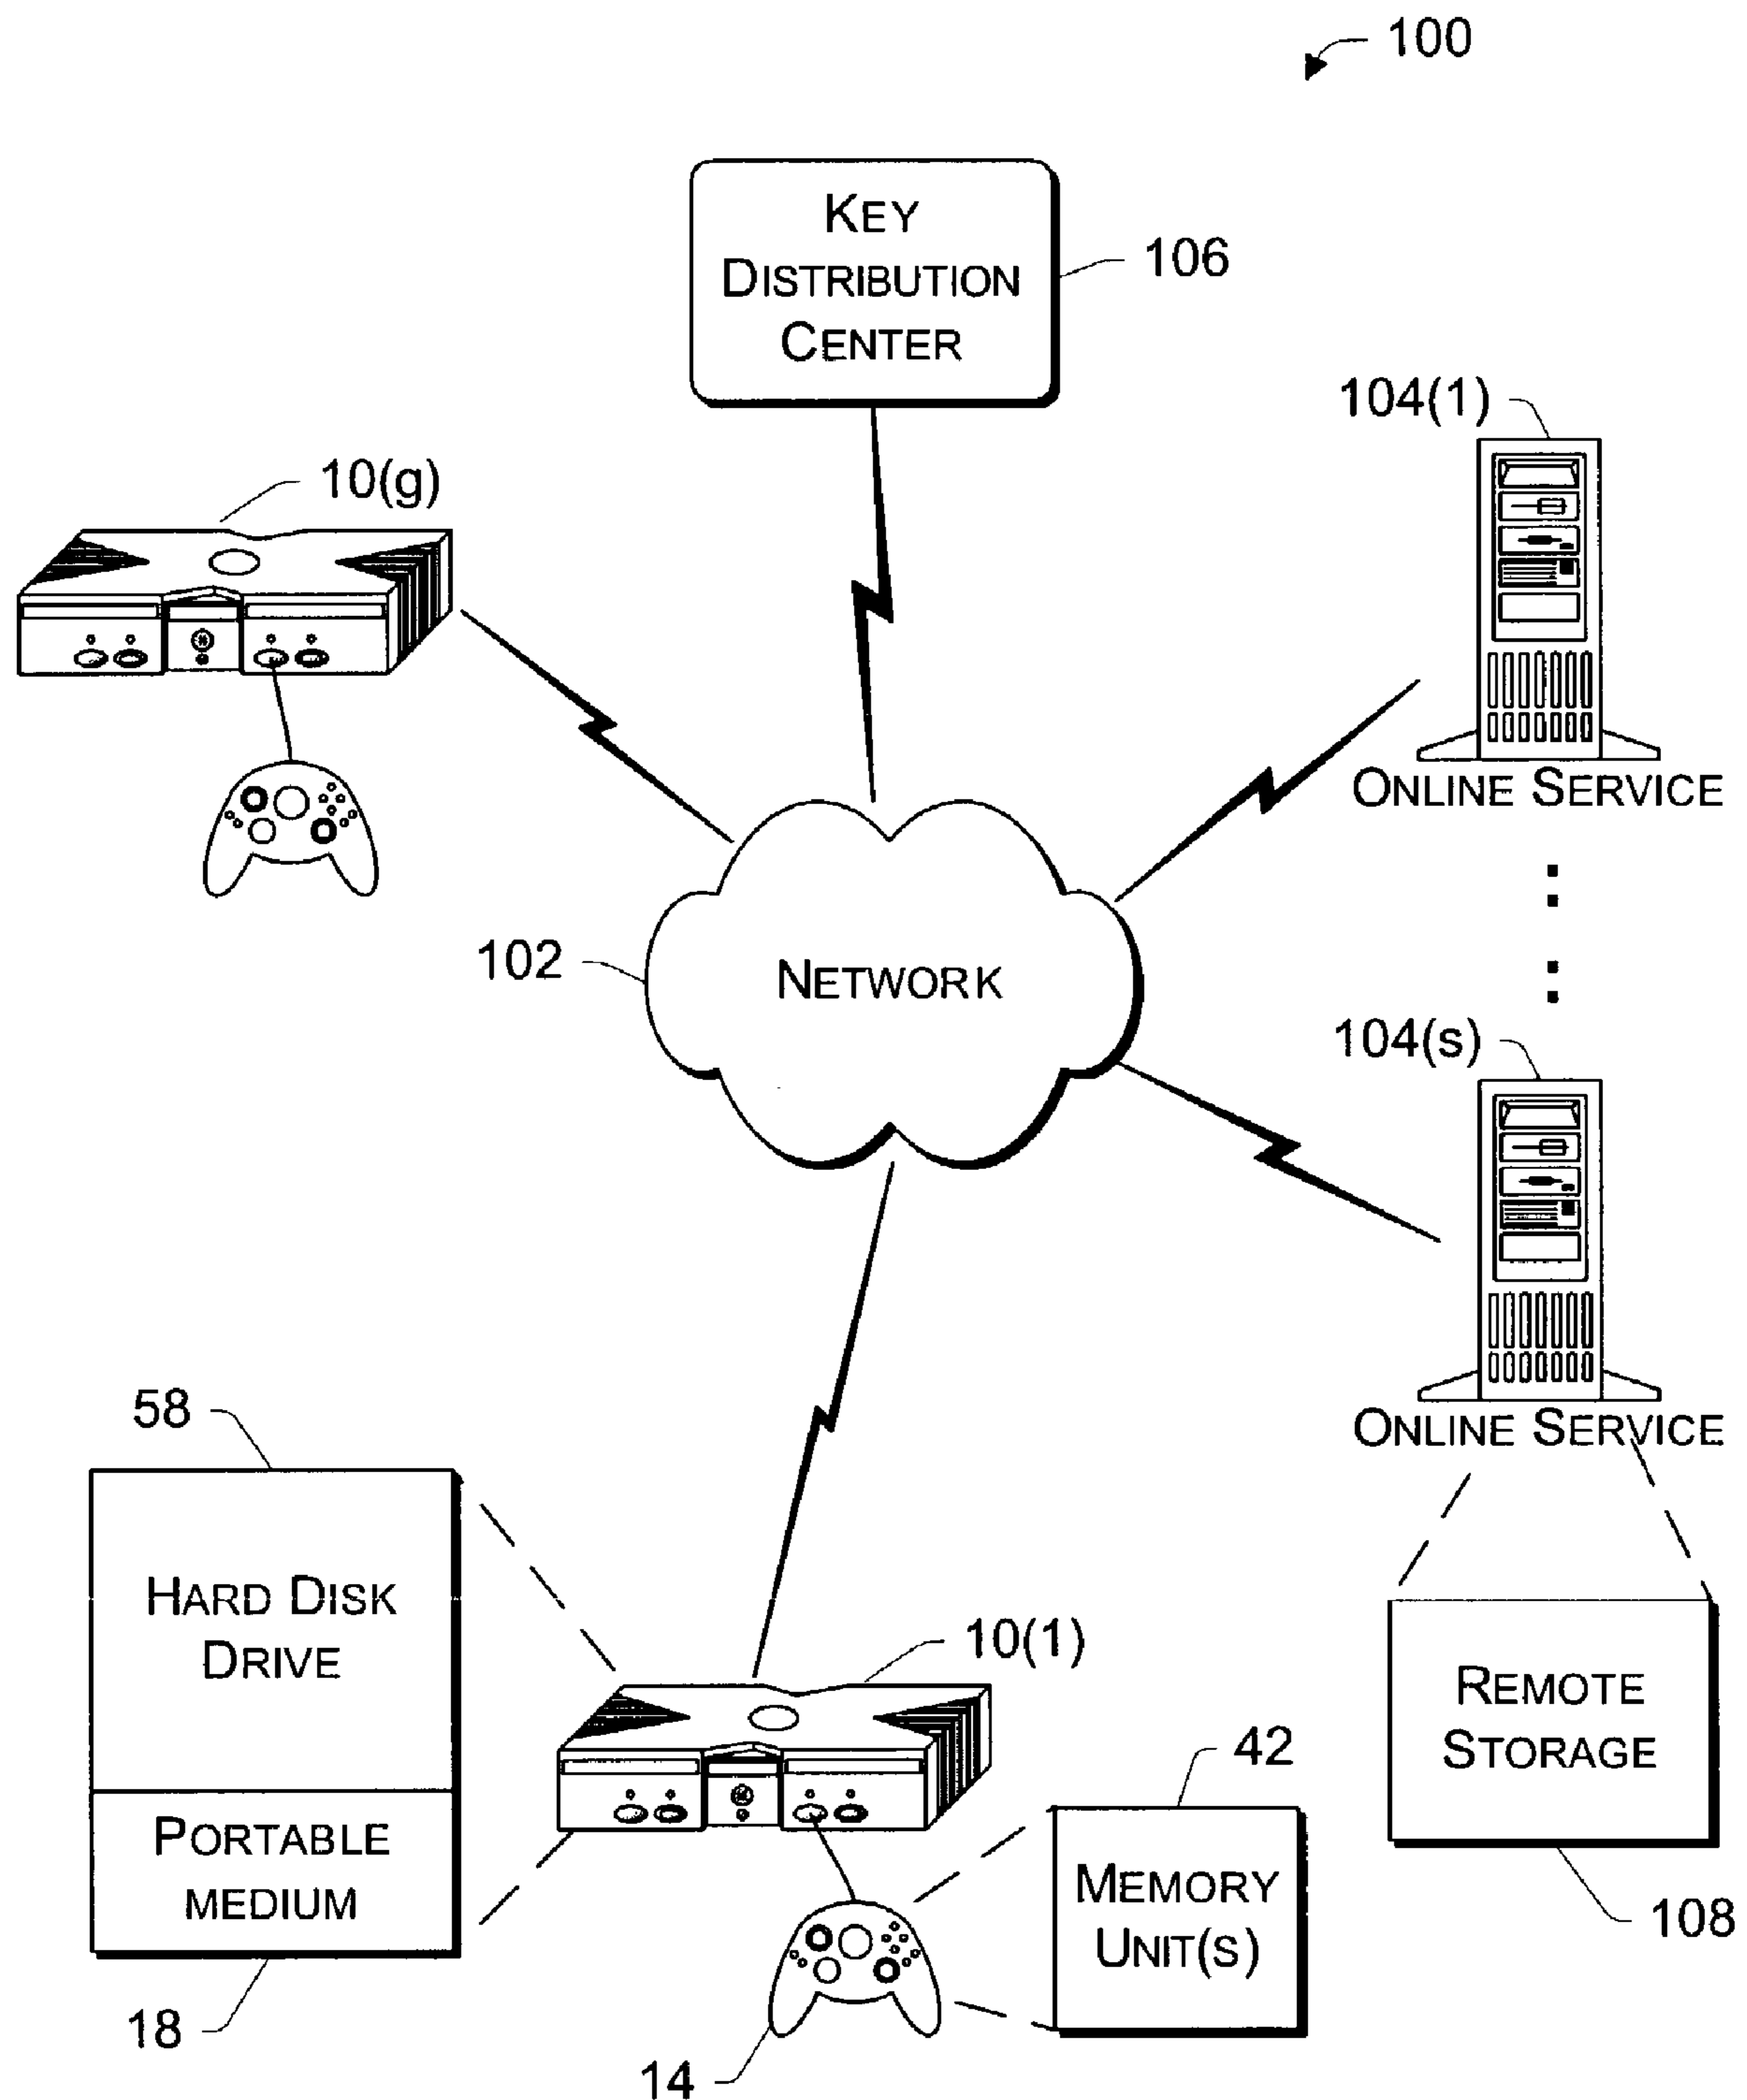 100
KEY
DISTRIBUTION
CENTER
106
104(1)
10(g)
ONLINE SERVICE
102
NETWORK
104(s)
ONLINE SERVICE
58
HARD DISK
DRIVE
10(1)
REMOTE
STORAGE
42
PORTABLE
MEDIUM
MEMORY
UNIT(S)
108
18
14